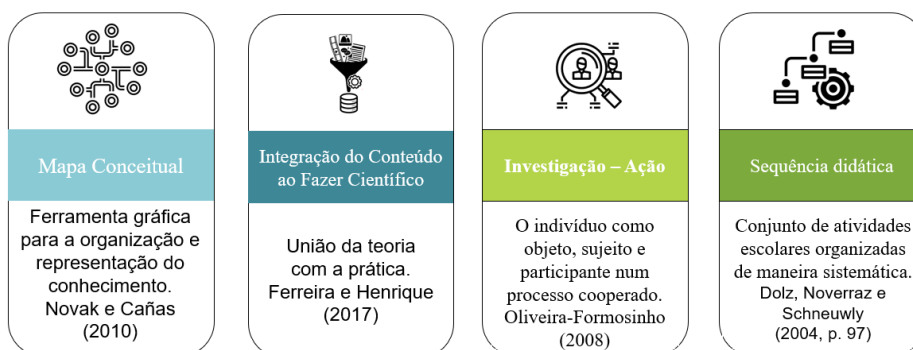 Mapa Conceitual
Ferramenta gráfica
para a organização e
representação do
conhecimento.
Novak e Cañas
(2010)
Integração do Conteúdo
ao Fazer Científico
União da teoria
com a prática.
Ferreira e Henrique
(2017)
Investigação – Ação
O indivíduo como
objeto, sujeito e
participante num
processo cooperado.
Oliveira-Formosinho
(2008)
Sequência didática
Conjunto de atividades
escolares organizadas
de maneira sistemática.
Dolz, Noverraz e
Schneuwly
(2004, p. 97)